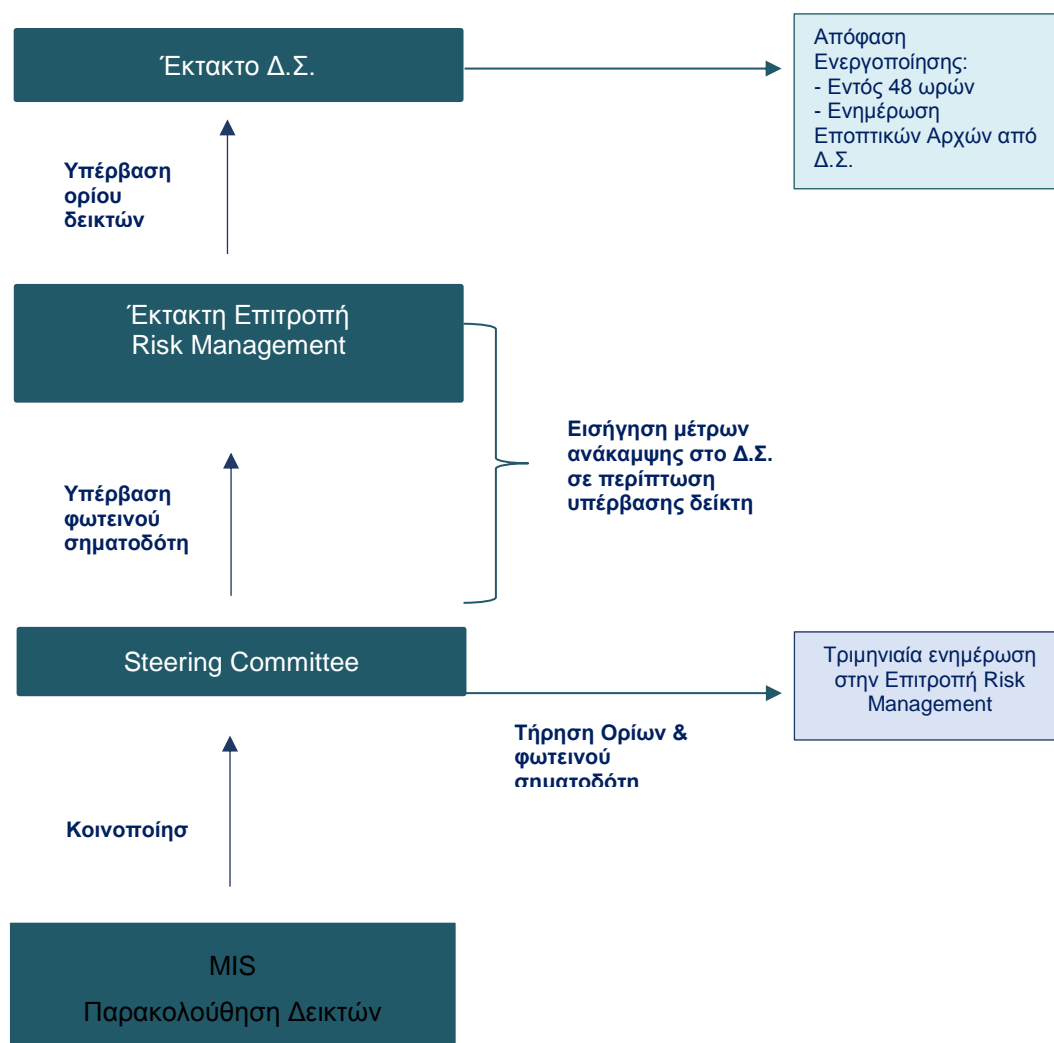 Έκτακτο Δ.Σ.
Απόφαση
Ενεργοποίησης:
- Εντός 48 ωρών
- Ενημέρωση
Εποπτικών Αρχών από
Δ.Σ.
Υπέρβαση
ορίου
δεικτών
Έκτακτη Επιτροπή
Risk Management
Εισήγηση μέτρων
ανάκαμψης στο Δ.Σ.
σε περίπτωση
υπέρβασης δείκτη
Υπέρβαση
φωτεινού
σηματοδότη
Steering Committee
Τριμηνιαία ενημέρωση
στην Επιτροπή Risk
Management
Τήρηση Ορίων &
φωτεινού
σηματοδότη
Κοινοποίησ
MIS
Παρακολούθηση Δεικτών